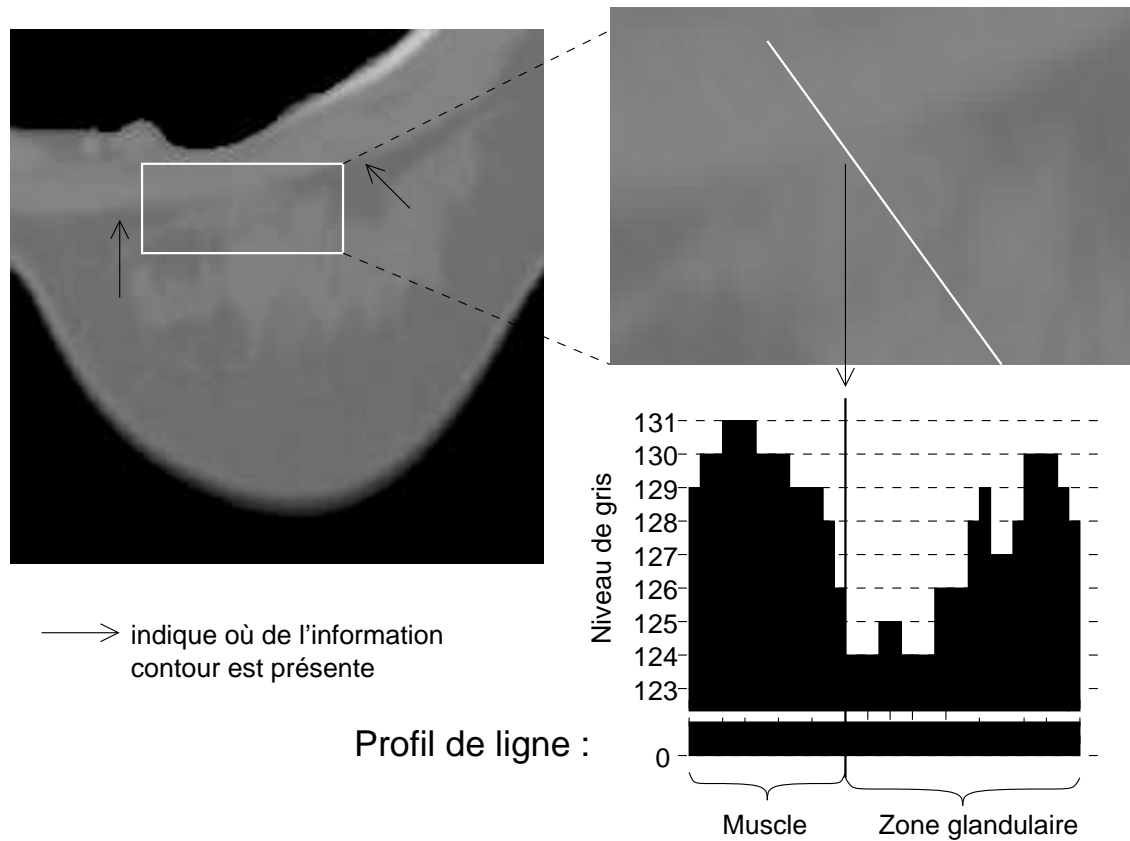 131
130
129
128
127
126
125
124
123
0
Niveau de gris
indique où de l'information
contour est présente
Profil de ligne :
Muscle
Zone glandulaire